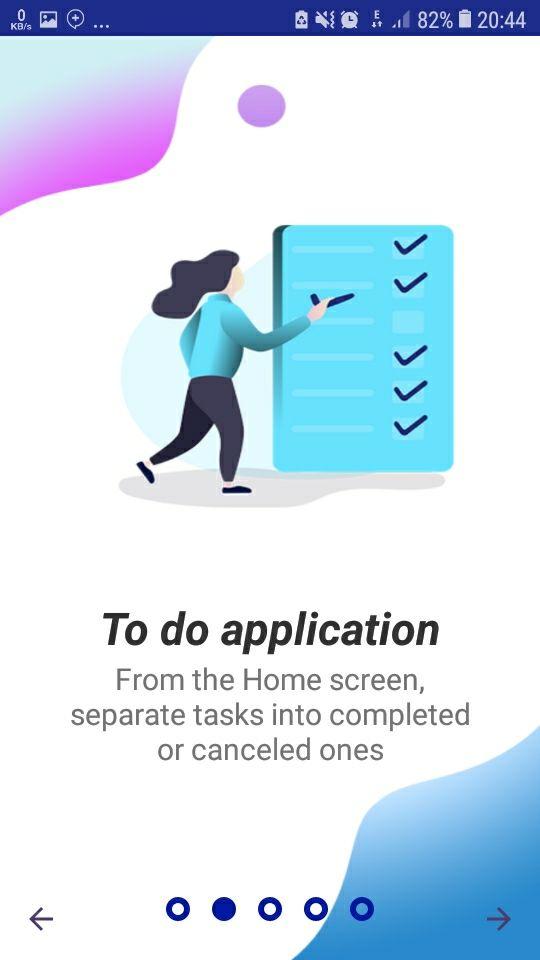 0 KB/s ... E 82% 20:44
To do application
From the Home screen,
separate tasks into completed
or canceled ones